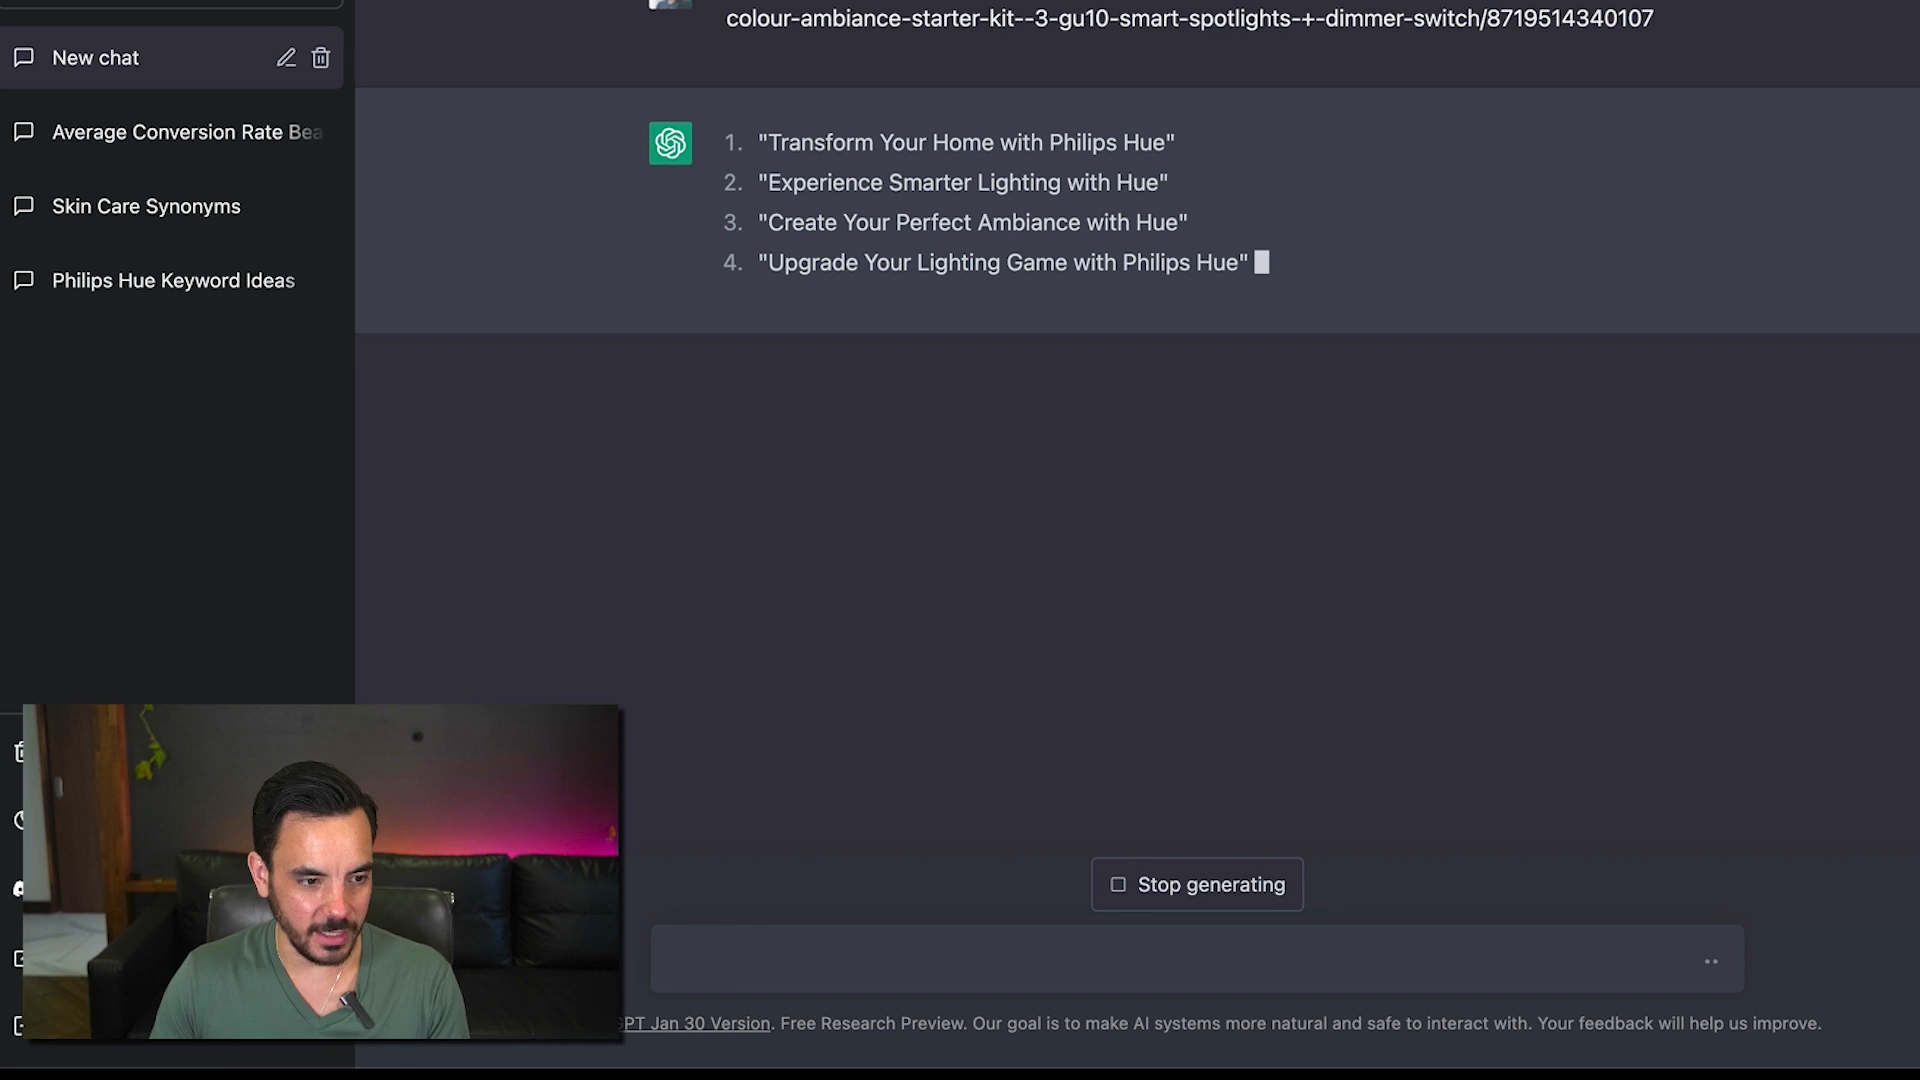 colour-ambiance-starter-kit--3-gu10-smart-spotlights-+-dimmer-switch/8719514340107
New chat
Average Conversion Rate Bea
Skin Care Synonyms
Philips Hue Keyword Ideas
1. "Transform Your Home with Philips Hue"
2. "Experience Smarter Lighting with Hue"
3. "Create Your Perfect Ambiance with Hue"
4. "Upgrade Your Lighting Game with Philips Hue"
Stop generating
GPT Jan 30 Version. Free Research Preview. Our goal is to make AI systems more natural and safe to interact with. Your feedback will help us improve.